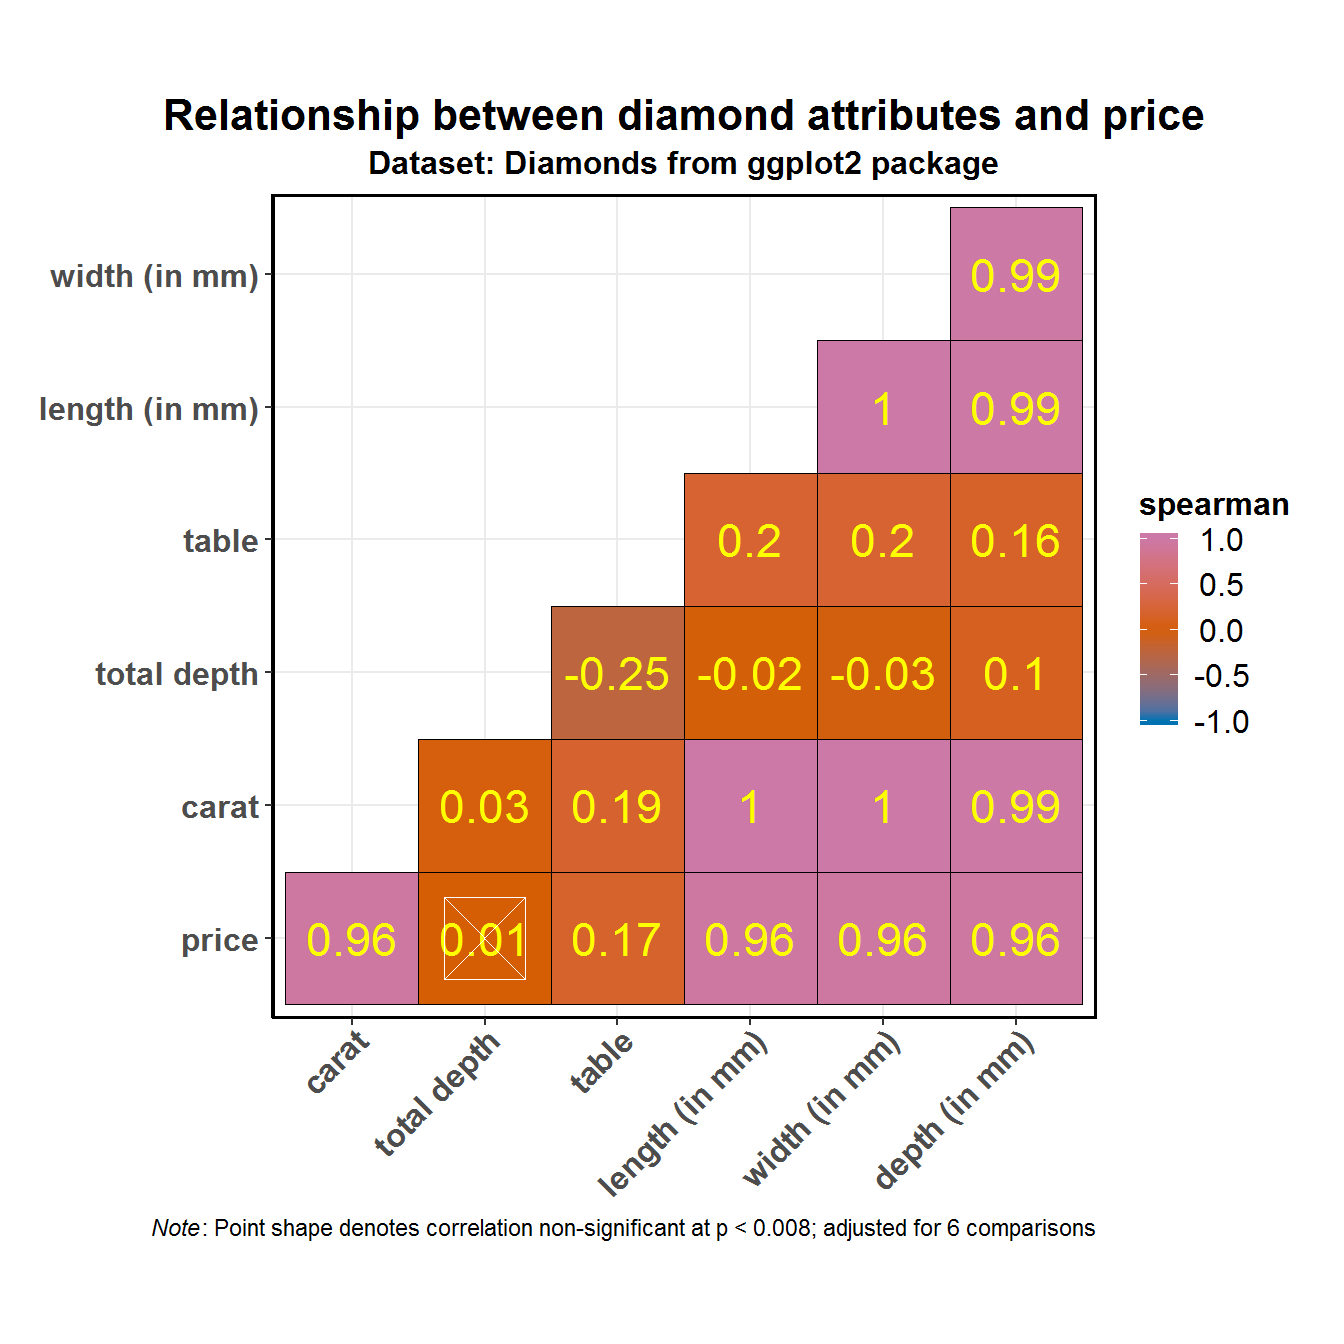 Relationship between diamond attributes and price
Dataset: Diamonds from ggplot2 package
width (in mm) 0.99
length (in mm) 1 0.99
table 0.2 0.2 0.16
total depth -0.25 -0.02 -0.03 0.1
carat 0.03 0.19 1 1 0.99
price 0.96 0.01 0.17 0.96 0.96 0.96
carat total depth table length (in mm) width (in mm) depth (in mm)
spearman
1.0
0.5
0.0
-0.5
-1.0
Note: Point shape denotes correlation non-significant at p < 0.008; adjusted for 6 comparisons